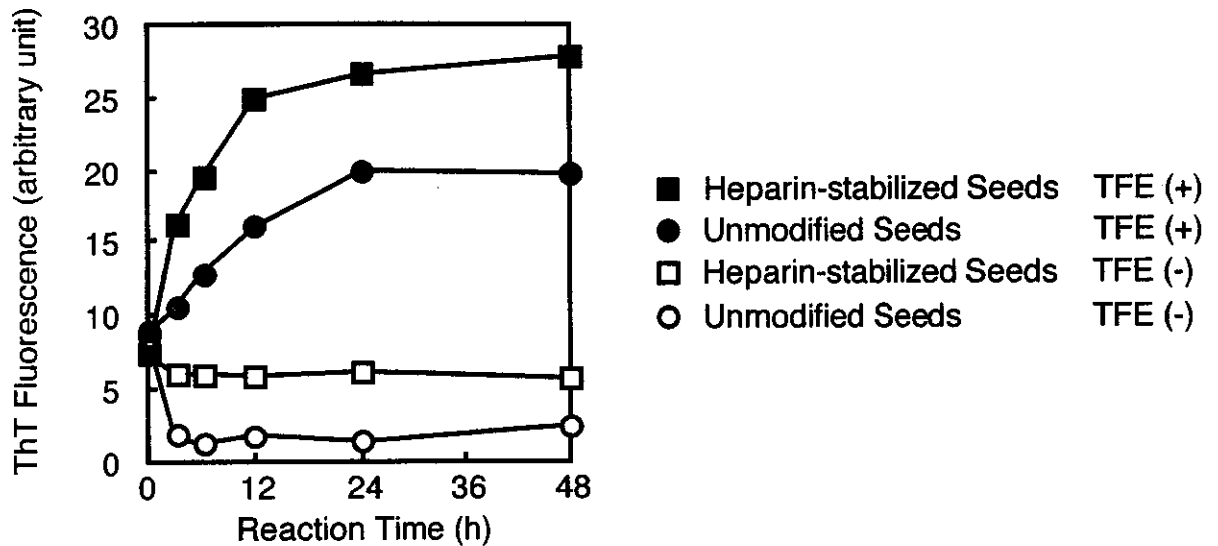 ThT Fluorescence (arbitrary unit)
30
25
20
15
10
5
0
0 12 24 36 48
Reaction Time (h)
Heparin-stabilized Seeds TFE (+)
Unmodified Seeds TFE (+)
Heparin-stabilized Seeds TFE (-)
Unmodified Seeds TFE (-)